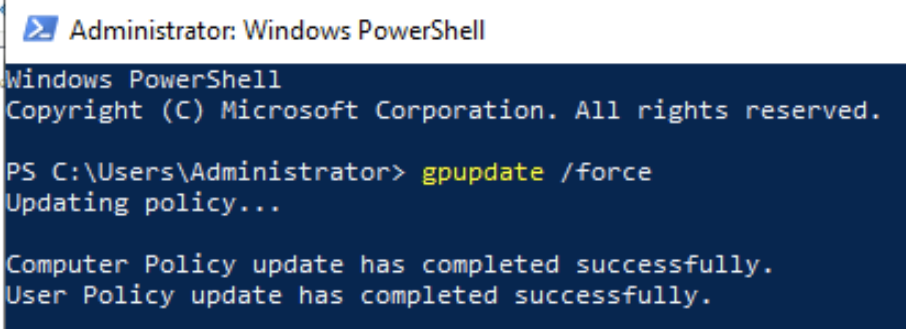 Administrator: Windows PowerShell
Windows PowerShell
Copyright (C) Microsoft Corporation. All rights reserved.
PS C:\Users\Administrator> gpupdate /force
Updating policy...
Computer Policy update has completed successfully.
User Policy update has completed successfully.